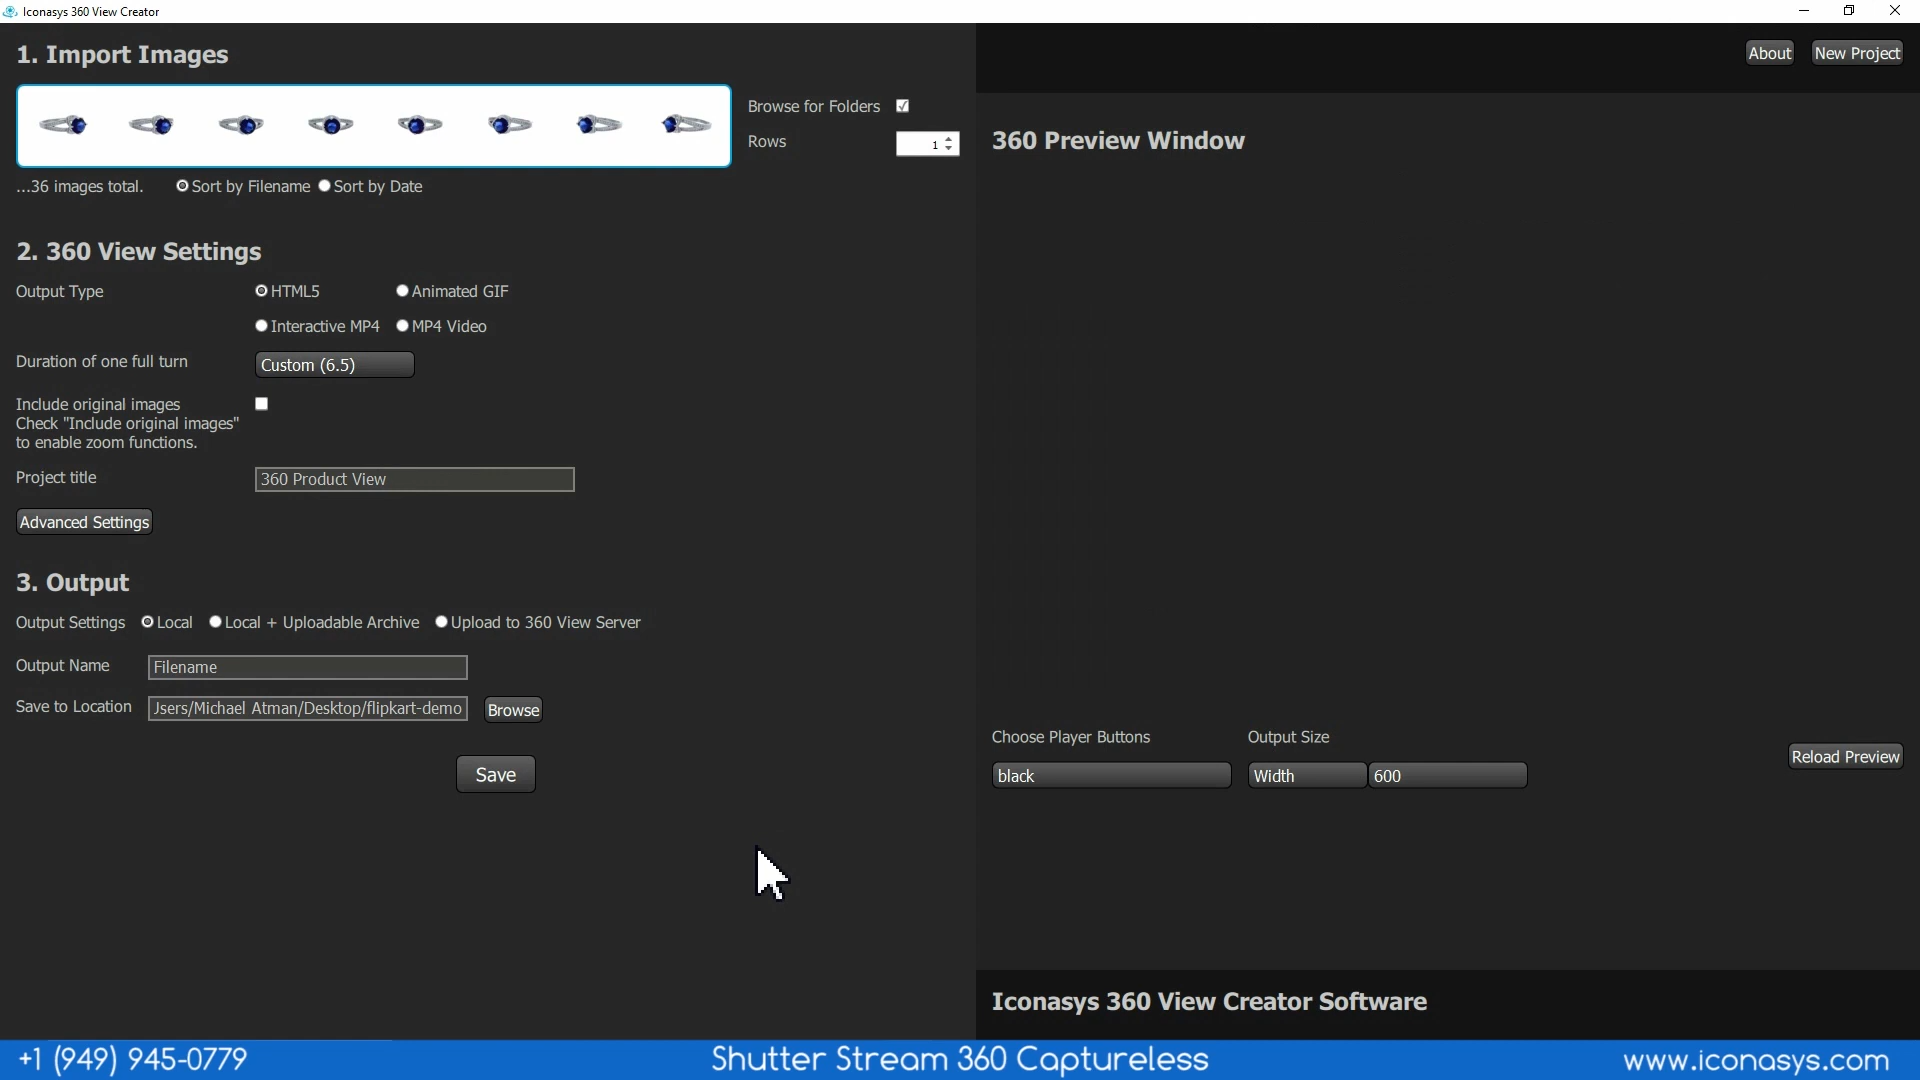 Iconasys 360 View Creator
1. Import Images
About
New Project
Browse for Folders
Rows
1
...36 images total.
Sort by Filename
Sort by Date
360 Preview Window
2. 360 View Settings
Output Type
HTML5
Animated GIF
Interactive MP4
MP4 Video
Duration of one full turn
Custom (6.5)
Include original images
Check "Include original images"
to enable zoom functions.
Project title
360 Product View
Advanced Settings
3. Output
Output Settings
Local
Local + Uploadable Archive
Upload to 360 View Server
Output Name
Filename
Save to Location
Jsers/Michael Atman/Desktop/flipkart-demo
Browse
Save
Choose Player Buttons
Output Size
black
Width
600
Reload Preview
Iconasys 360 View Creator Software
+1 (949) 945-0779
Shutter Stream 360 Captureless
www.iconasys.com